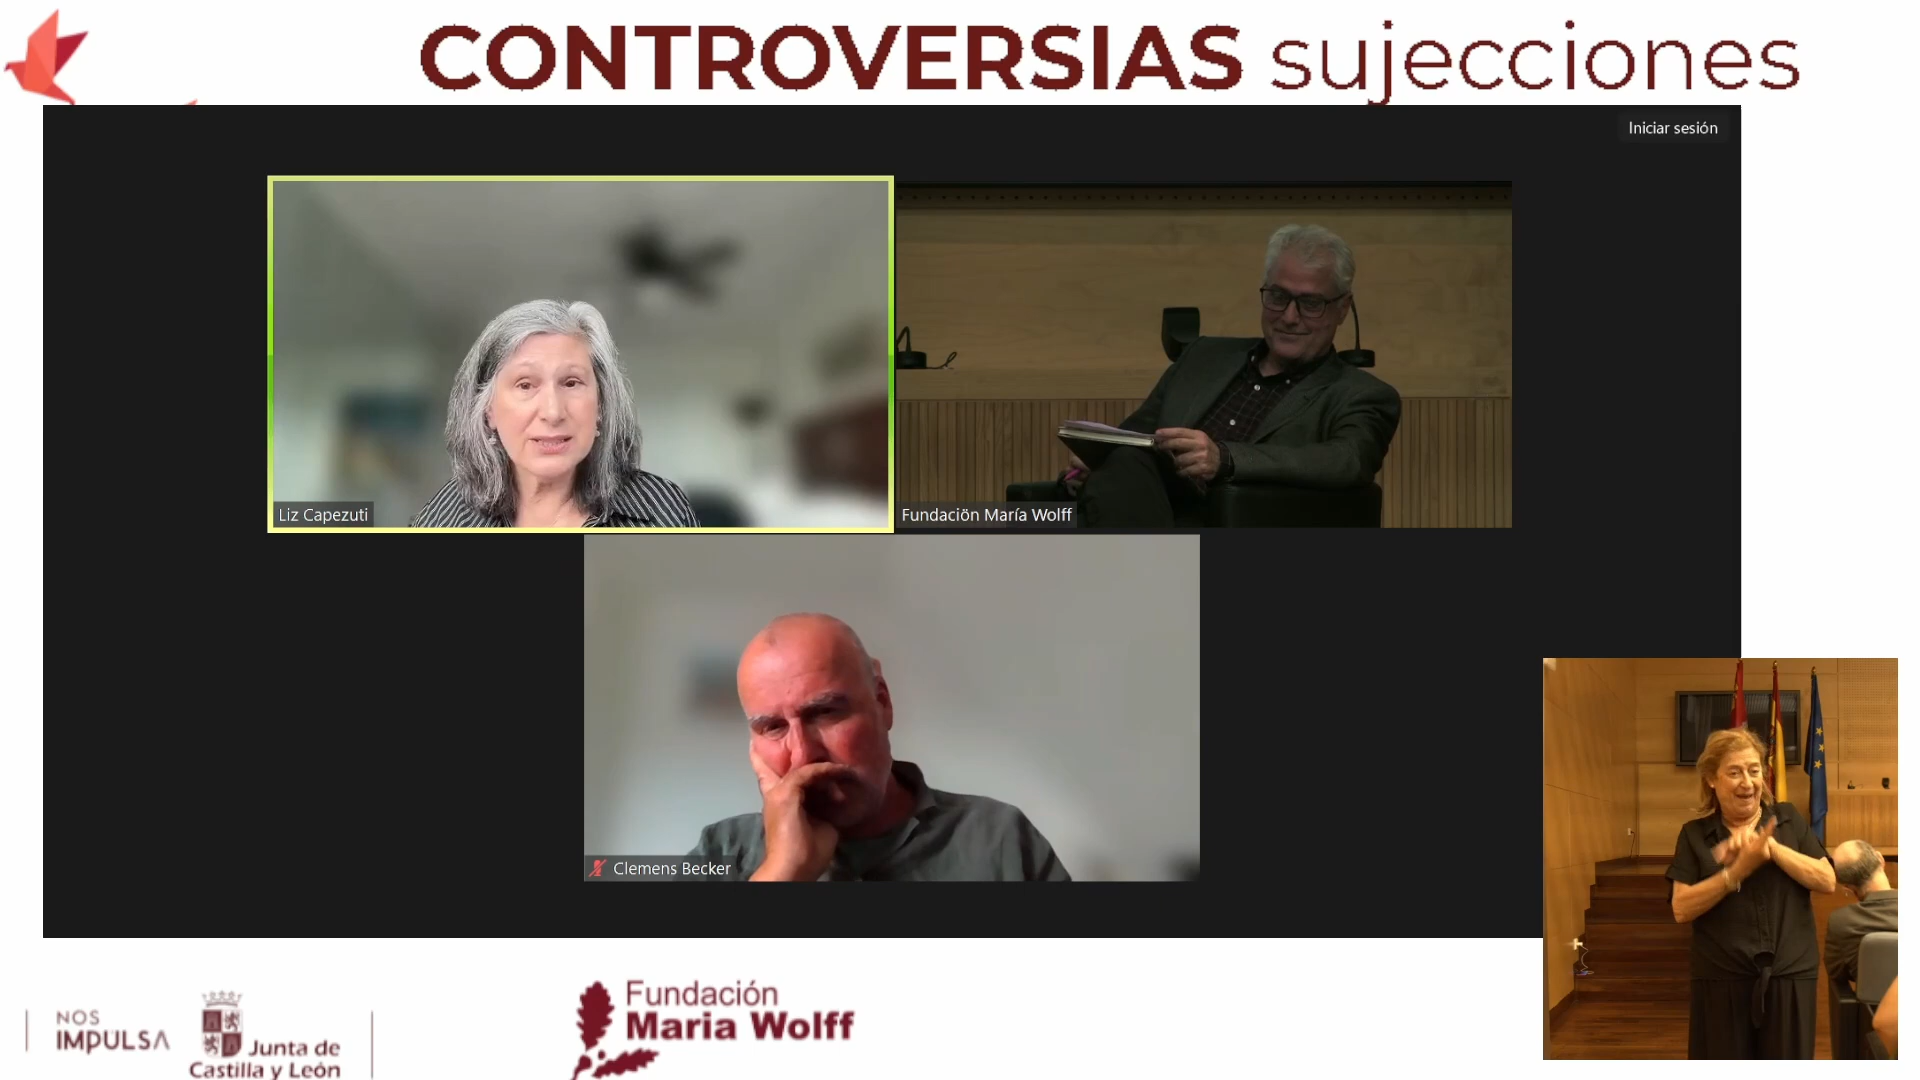 CONTROVERSIAS sujecciones
Iniciar sesión
Liz Capezuti
Fundaciön María Wolff
Clemens Becker
NOS
IMPULSA
Junta de
Castilla y León
Fundación
Maria Wolff